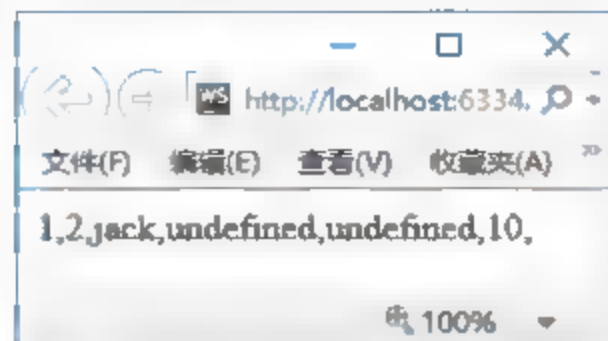 WS http://localhost:6334.
文件(F) 编辑(E) 查看(V) 收藏夹(A) »
1,2,jack,undefined,undefined,10,
100%